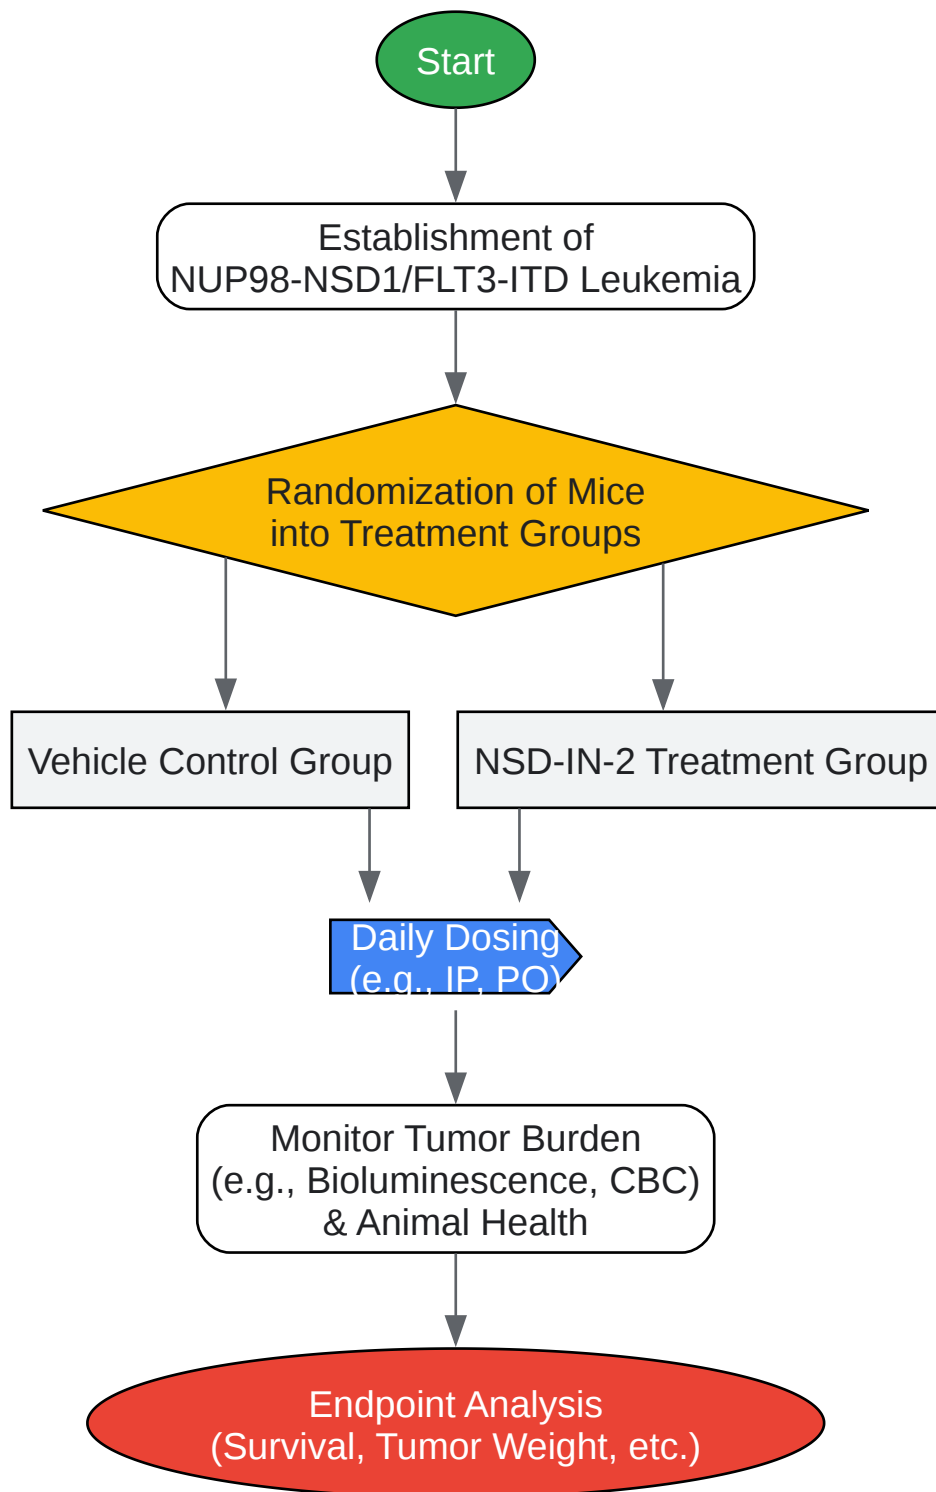 Start
Establishment of
NUP98-NSD1/FLT3-ITD Leukemia
Randomization of Mice
into Treatment Groups
Vehicle Control Group
NSD-IN-2 Treatment Group
Daily Dosing
(e.g., IP, PO)
Monitor Tumor Burden
(e.g., Bioluminescence, CBC)
& Animal Health
Endpoint Analysis
(Survival, Tumor Weight, etc.)